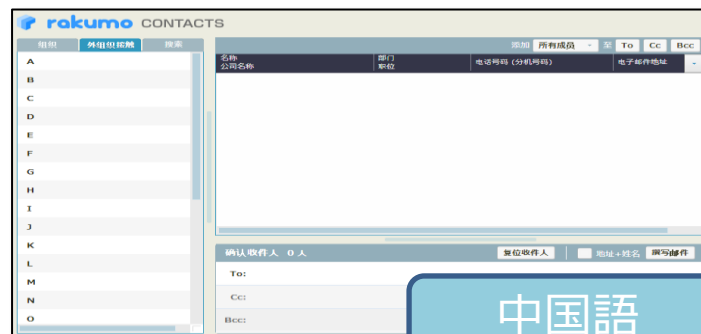 rakumo CONTACTS
组织 外组织接触 搜索
添加 所有成员 至 To Cc Bcc
名称 部门 电话号码 (分机号码) 电子邮件地址 -
公司名称 职位
A
B
C
D
E
F
G
H
I
J
K
L
M
N
O
确认收件人 0 人 复位收件人 地址+姓名 撰写邮件
To:
Cc:
Bcc:
中国語